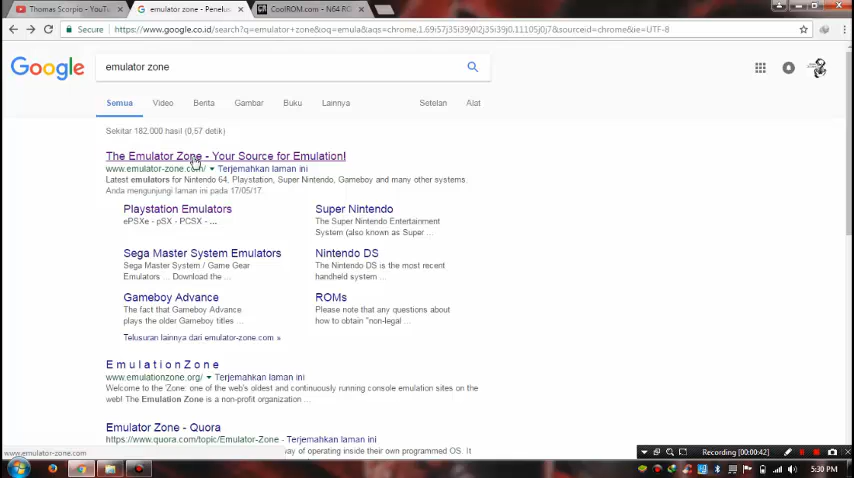 Thomas Scorpio - YouTu
emulator zone - Penelus
CoolROM.com - N64 RO
Secure
https://www.google.co.id/search?q=emulator+zone&oq=emula&aqs=chrome.1.69i57j35i39j0l2j35i39j0.11105j0j7&sourceid=chrome&ie=UTF-8
Google
emulator zone
Semua Video Berita Gambar Buku Lainnya Setelan Alat
Sekitar 182.000 hasil (0,57 detik)
The Emulator Zone - Your Source for Emulation!
www.emulator-zone.com/ Terjemahkan laman ini
Latest emulators for Nintendo 64, Playstation, Super Nintendo, Gameboy and many other systems.
Anda mengunjungi laman ini pada 17/05/17.
Playstation Emulators
ePSXe - pSX - PCSX - ...
Super Nintendo
The Super Nintendo Entertainment
System (also known as Super ...
Sega Master System Emulators
Sega Master System / Game Gear
Emulators ... Download the ...
Nintendo DS
The Nintendo DS is the most recent
handheld system ...
Gameboy Advance
The fact that Gameboy Advance
plays the older Gameboy titles ...
ROMs
Please note that any questions about
how to obtain "non-legal ...
Telusuran lainnya dari emulator-zone.com »
E m u l a t i o n Z o n e
www.emulationzone.org/ Terjemahkan laman ini
Welcome to the 'Zone: one of the web's oldest and continuously running console emulation sites on the
web! The Emulation Zone is a non-profit organization ...
Emulator Zone - Quora
https://www.quora.com/topic/Emulator-Zone - Terjemahkan laman ini
way of operating inside their own programmed OS. It
www.emulator-zone.com
Recording [00:00:42]
5:30 PM